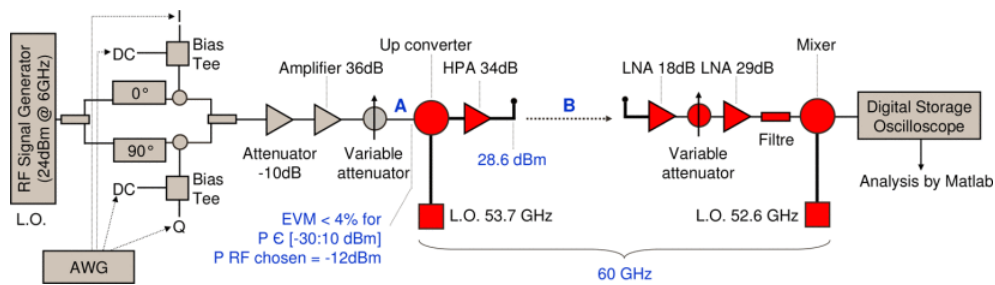 RF Signal Generator
(24dBm @ 6GHz)
L.O.
AWG
I
DC
Bias
Tee
0°
90°
DC
Bias
Tee
Q
Attenuator
-10dB
Amplifier 36dB
Variable
attenuator
A
Up converter
HPA 34dB
28.6 dBm
EVM < 4% for
P Є [-30:10 dBm]
P RF chosen = -12dBm
L.O. 53.7 GHz
B
LNA 18dB
LNA 29dB
Variable
attenuator
Filtre
Mixer
L.O. 52.6 GHz
60 GHz
Digital Storage
Oscilloscope
Analysis by Matlab